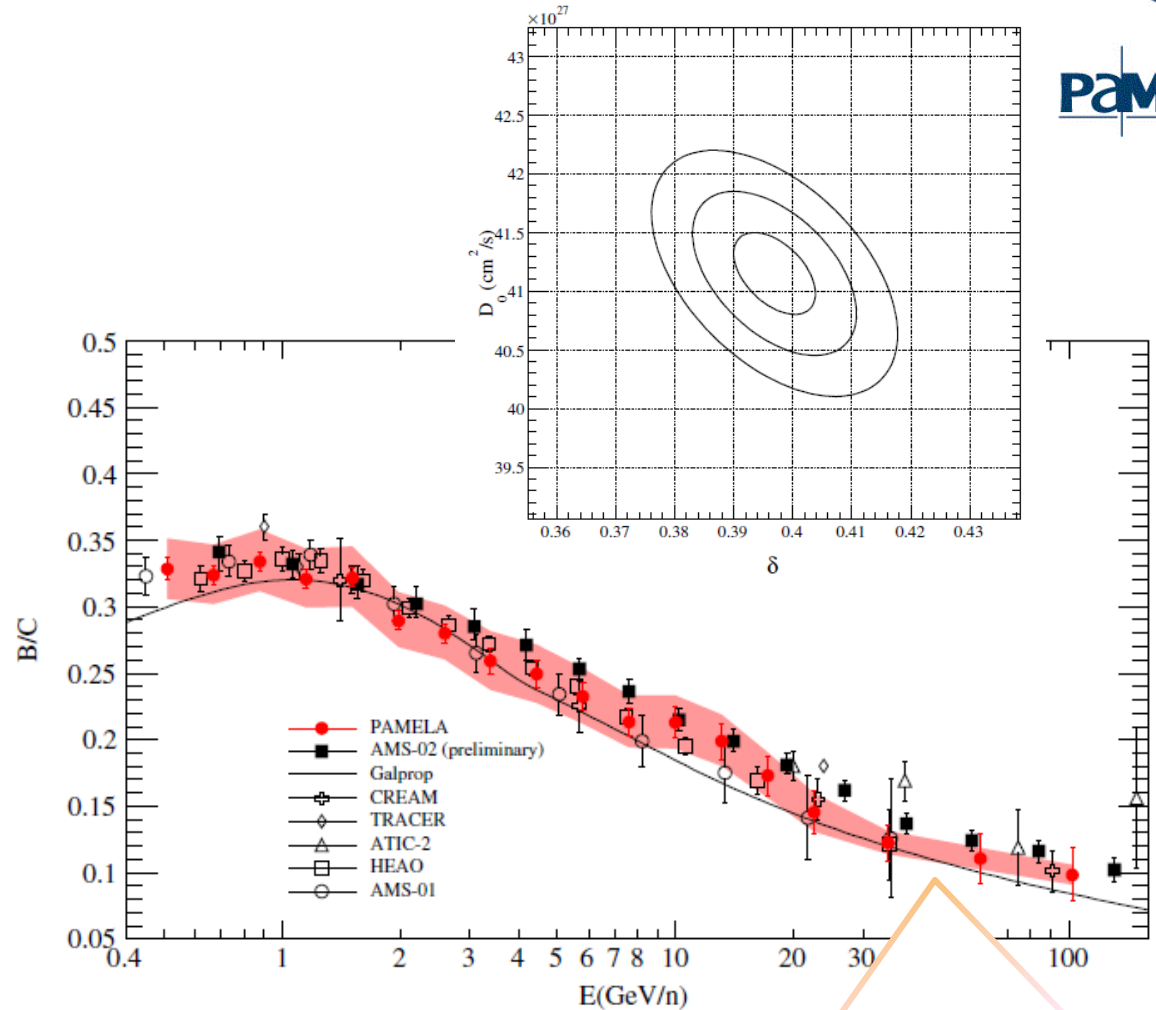 ×10^27
43
42.5
42
41.5
41
40.5
40
39.5
D_0 (cm^2/s)
0.36 0.37 0.38 0.39 0.4 0.41 0.42 0.43
δ
PaM
0.5
0.45
0.4
0.35
0.3
0.25
0.2
0.15
0.1
0.05
B/C
PAMELA
AMS-02 (preliminary)
Galprop
CREAM
TRACER
ATIC-2
HEAO
AMS-01
0.4 1 2 3 4 5 6 7 8 10 20 30 100
E(GeV/n)